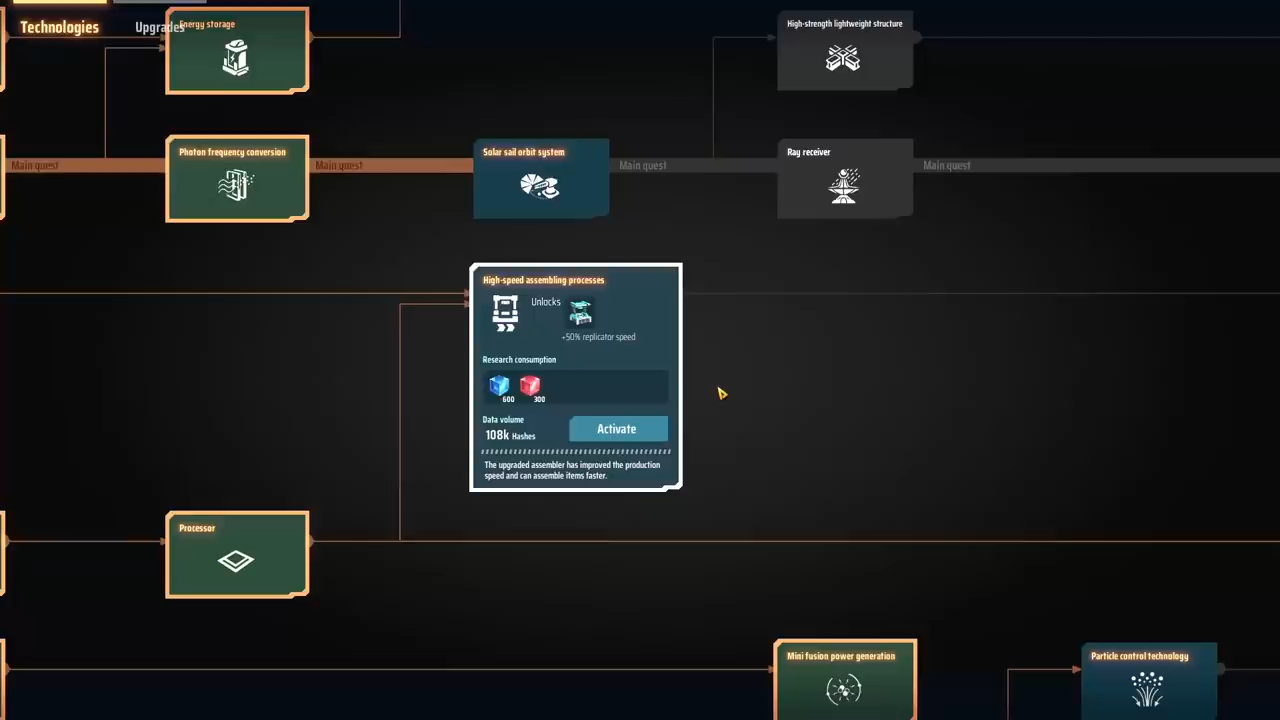 Technologies
Upgrades
Energy storage
High-strength lightweight structure
Main quest
Photon frequency conversion
Main quest
Solar sail orbit system
Main quest
Ray receiver
Main quest
High-speed assembling processes
Unlocks
+50% replicator speed
Research consumption
600
300
Data volume
108k Hashes
Activate
The upgraded assembler has improved the production
speed and can assemble items faster.
Processor
Mini fusion power generation
Particle control technology